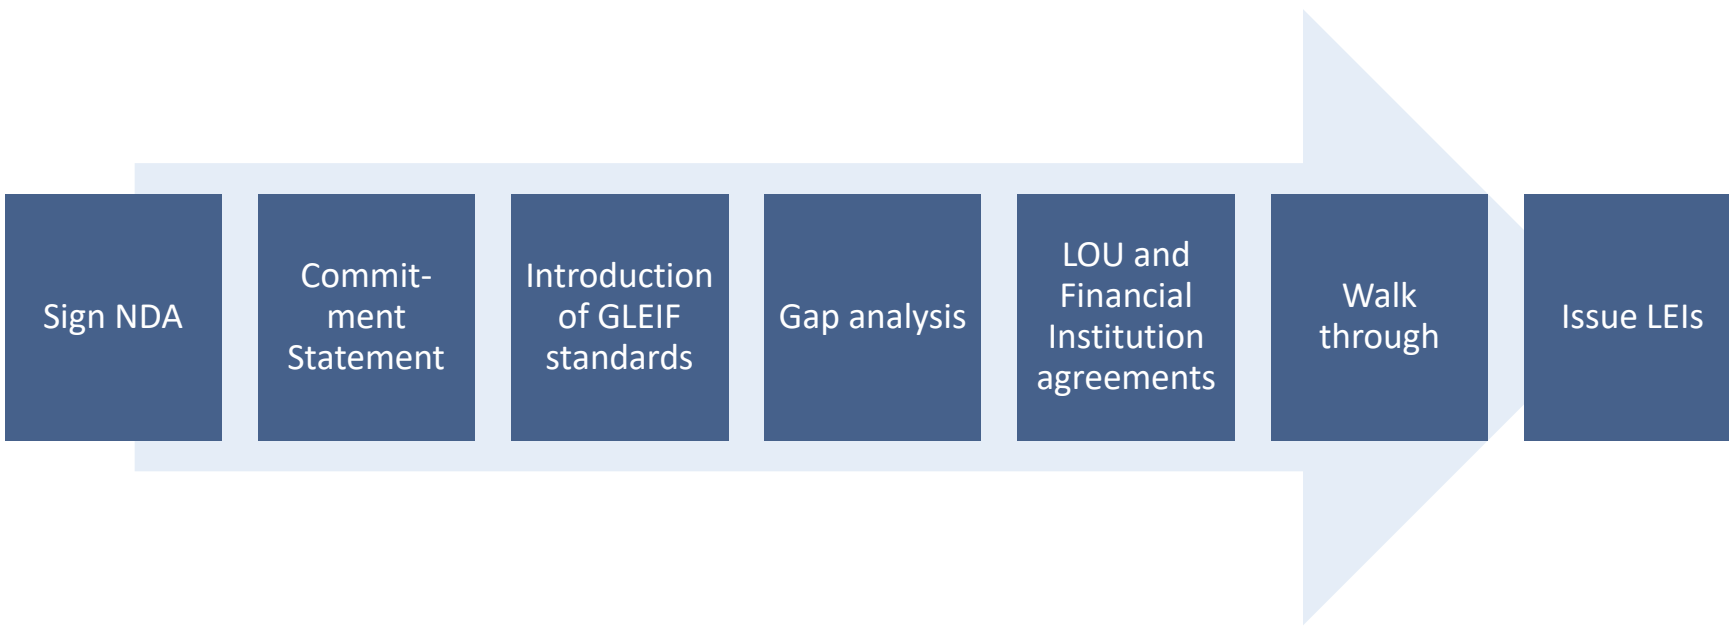 Sign NDA
Commit-
ment
Statement
Introduction
of GLEIF
standards
Gap analysis
LOU and
Financial
Institution
agreements
Walk
through
Issue LEIs